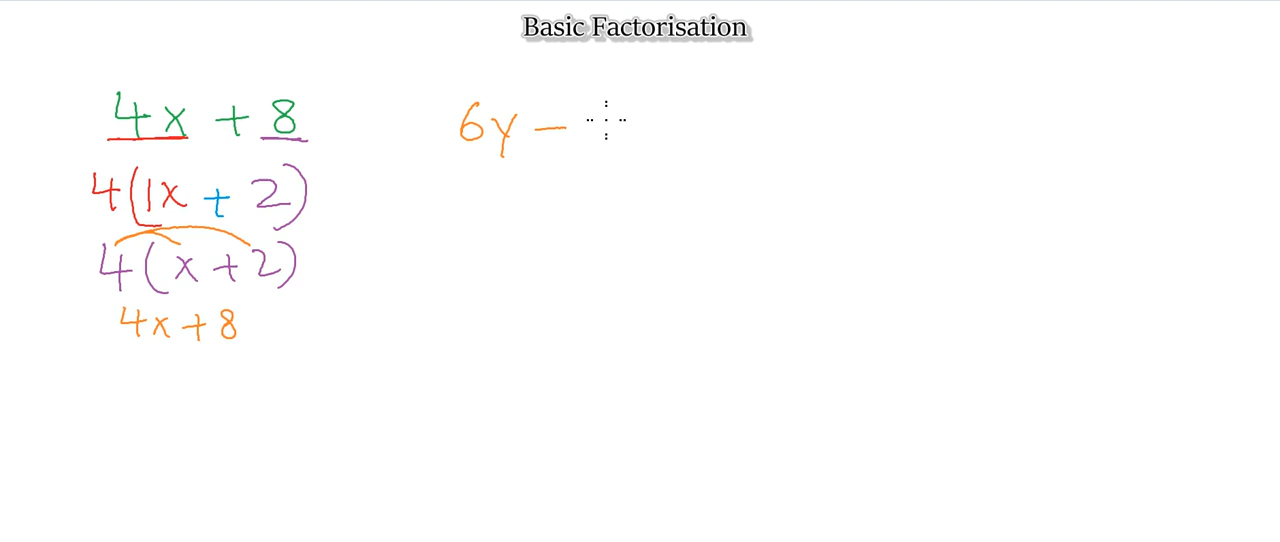 Basic Factorisation
4x + 8
4(1x + 2)
4(x + 2)
4x + 8
6y −